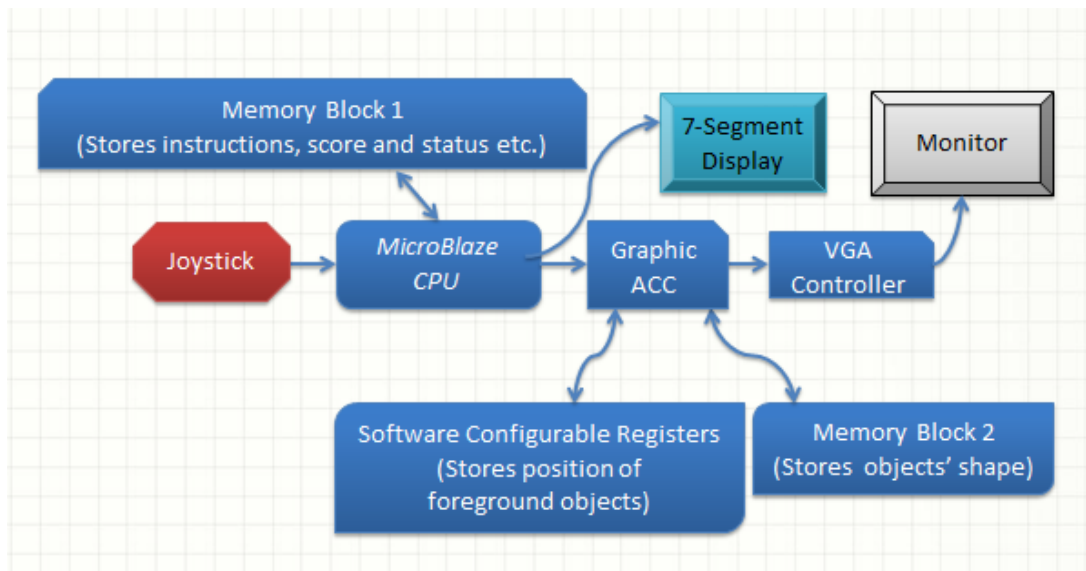 Memory Block 1
(Stores instructions, score and status etc.)
7-Segment
Display
Monitor
Joystick
MicroBlaze
CPU
Graphic
ACC
VGA
Controller
Software Configurable Registers
(Stores position of
foreground objects)
Memory Block 2
(Stores objects’ shape)